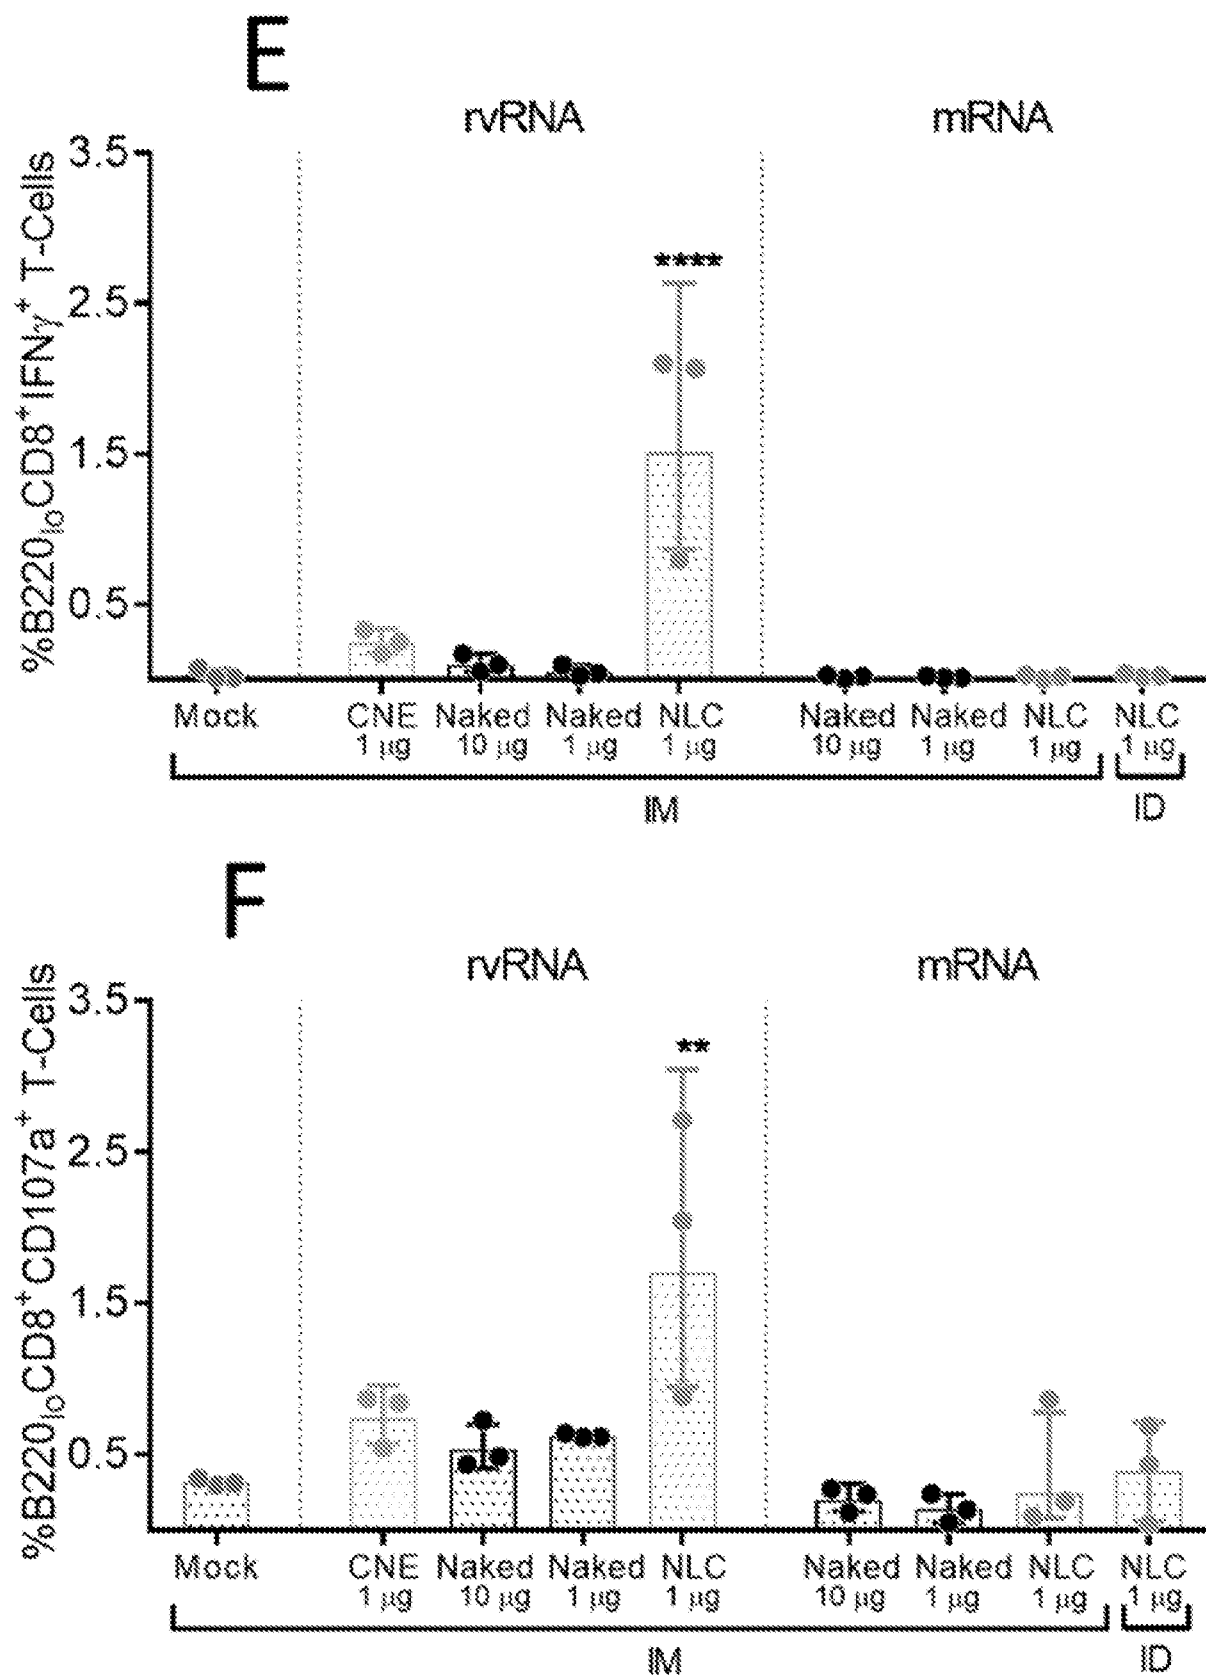 E
rvRNA mRNA
%B220loCD8+IFNγ+ T-Cells
3.5
2.5
1.5
0.5
****
Mock CNE Naked Naked NLC Naked Naked NLC NLC
1 µg 10 µg 1 µg 1 µg 10 µg 1 µg 1 µg 1 µg
IM ID
F
rvRNA mRNA
%B220loCD8+CD107a+ T-Cells
3.5
2.5
1.5
0.5
**
Mock CNE Naked Naked NLC Naked Naked NLC NLC
1 µg 10 µg 1 µg 1 µg 10 µg 1 µg 1 µg 1 µg
IM ID